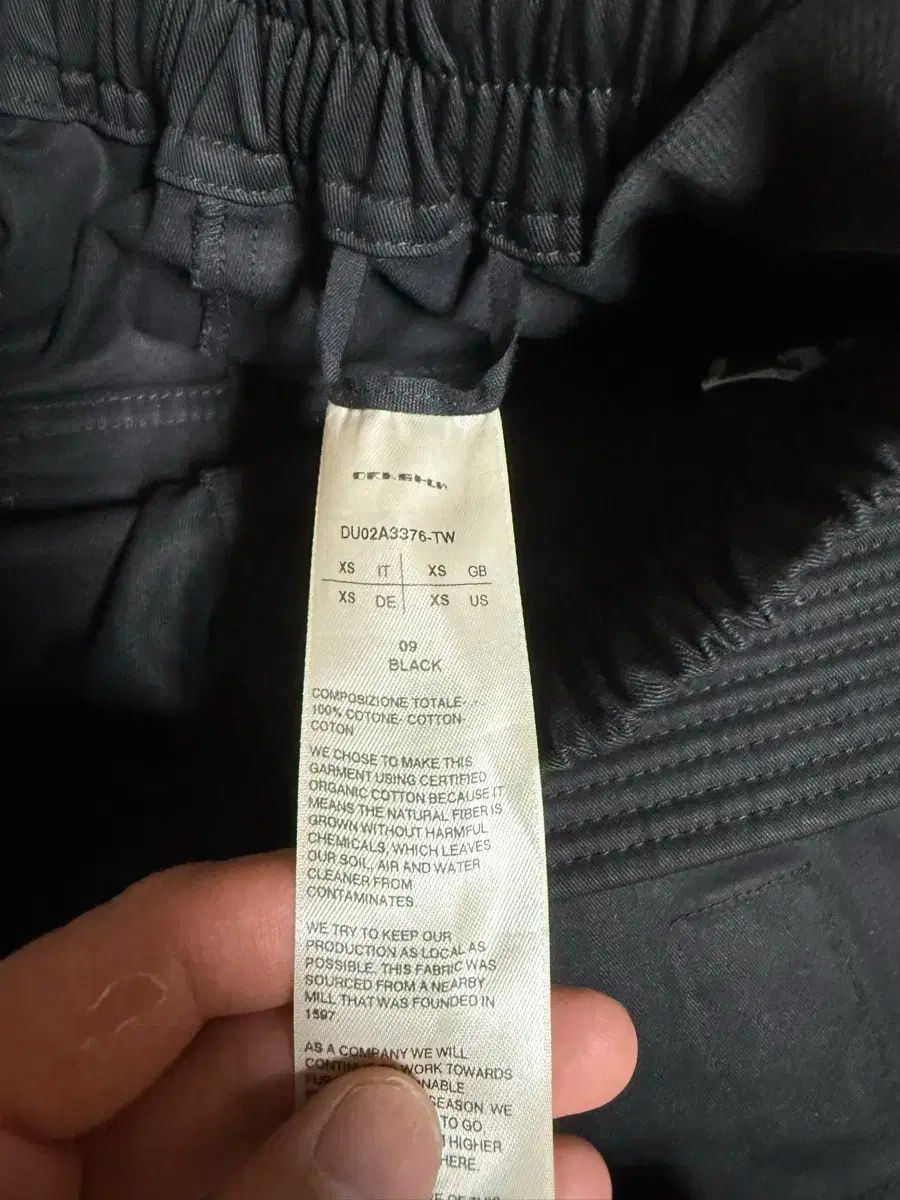 DRKSHDW
DU02A3376-TW
XS IT XS GB
XS DE XS US
09
BLACK
COMPOSIZIONE TOTALE- -
100% COTONE- COTTON-
COTON
WE CHOSE TO MAKE THIS
GARMENT USING CERTIFIED
ORGANIC COTTON BECAUSE IT
MEANS THE NATURAL FIBER IS
GROWN WITHOUT HARMFUL
CHEMICALS, WHICH LEAVES
OUR SOIL, AIR AND WATER
CLEANER FROM
CONTAMINATES.
WE TRY TO KEEP OUR
PRODUCTION AS LOCAL AS
POSSIBLE. THIS FABRIC WAS
SOURCED FROM A NEARBY
MILL THAT WAS FOUNDED IN
1597.
AS A COMPANY WE WILL
WORK TOWARDS
SEASON. WE
TO GO
HIGHER